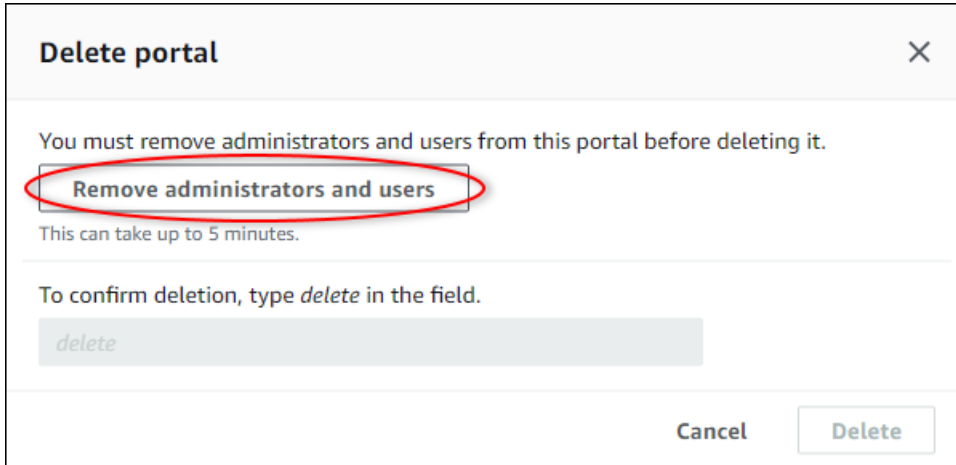 Delete portal
You must remove administrators and users from this portal before deleting it.
Remove administrators and users
This can take up to 5 minutes.
To confirm deletion, type delete in the field.
delete
Cancel
Delete